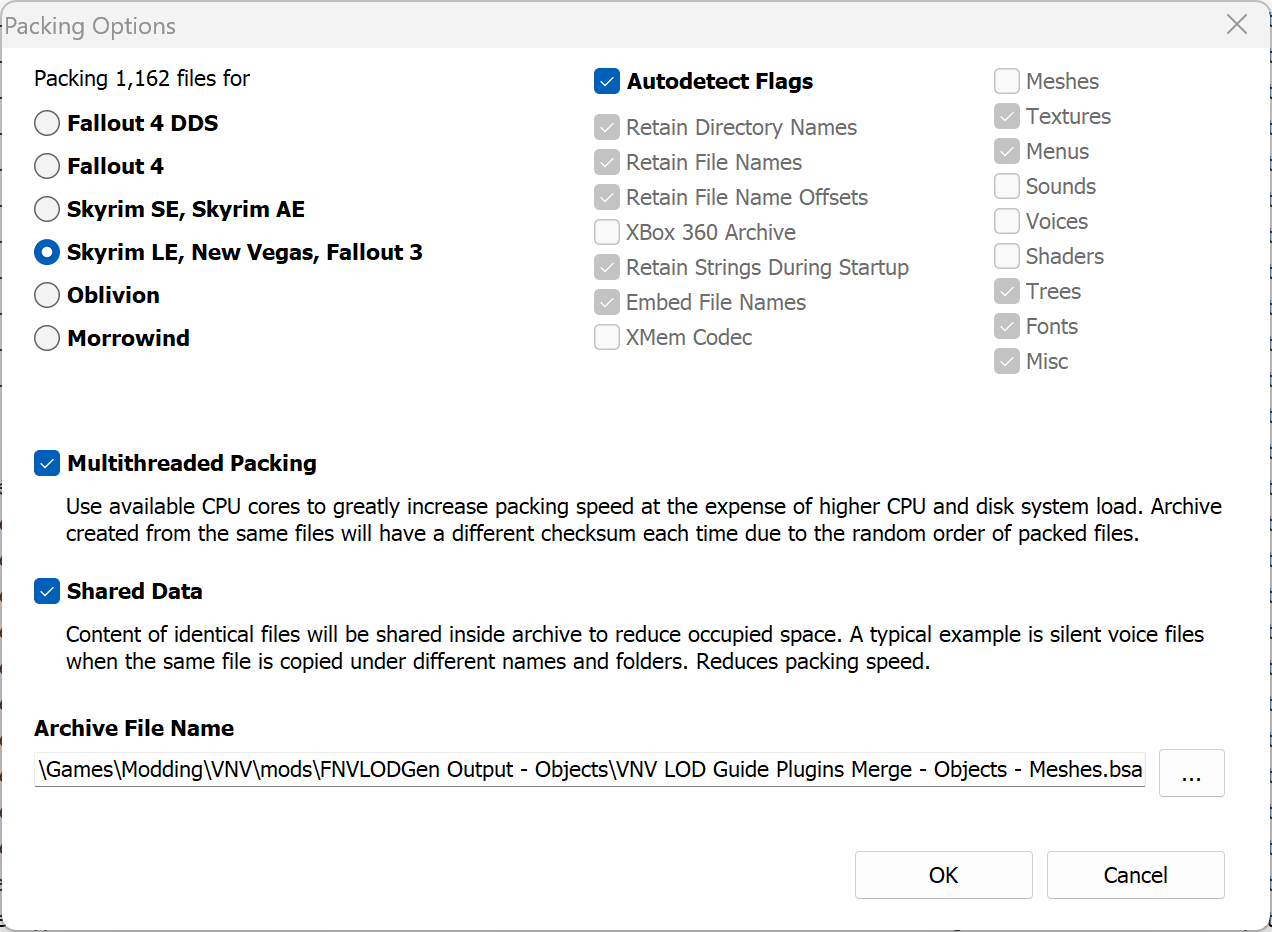 Packing Options
Packing 1,162 files for
Fallout 4 DDS
Fallout 4
Skyrim SE, Skyrim AE
Skyrim LE, New Vegas, Fallout 3
Oblivion
Morrowind
Autodetect Flags
Retain Directory Names
Retain File Names
Retain File Name Offsets
XBox 360 Archive
Retain Strings During Startup
Embed File Names
XMem Codec
Meshes
Textures
Menus
Sounds
Voices
Shaders
Trees
Fonts
Misc
Multithreaded Packing
Use available CPU cores to greatly increase packing speed at the expense of higher CPU and disk system load. Archive
created from the same files will have a different checksum each time due to the random order of packed files.
Shared Data
Content of identical files will be shared inside archive to reduce occupied space. A typical example is silent voice files
when the same file is copied under different names and folders. Reduces packing speed.
Archive File Name
\Games\Modding\VNV\mods\FNVLODGen Output - Objects\VNV LOD Guide Plugins Merge - Objects - Meshes.bsa
...
OK
Cancel